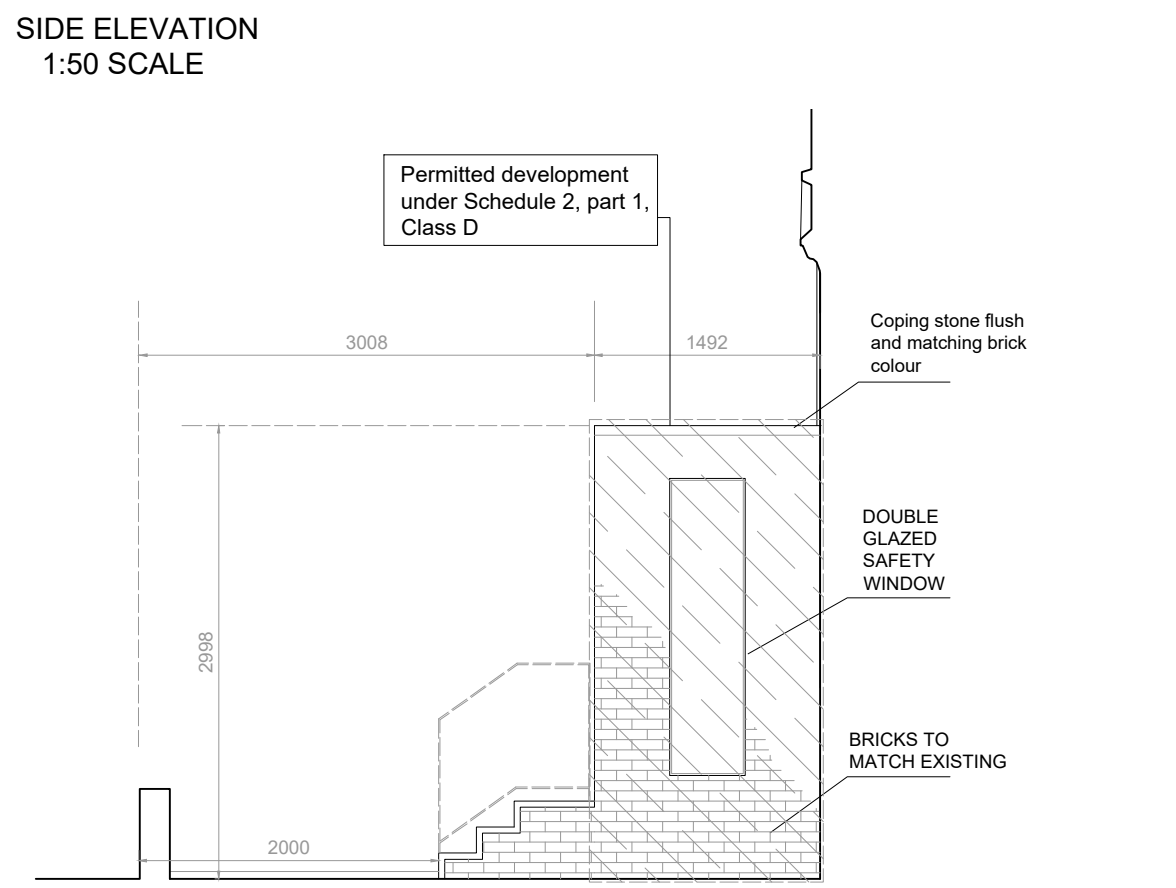 SIDE ELEVATION
1:50 SCALE
Permitted development
under Schedule 2, part 1,
Class D
Coping stone flush
and matching brick
colour
3008
1492
DOUBLE
GLAZED
SAFETY
WINDOW
2998
BRICKS TO
MATCH EXISTING
2000